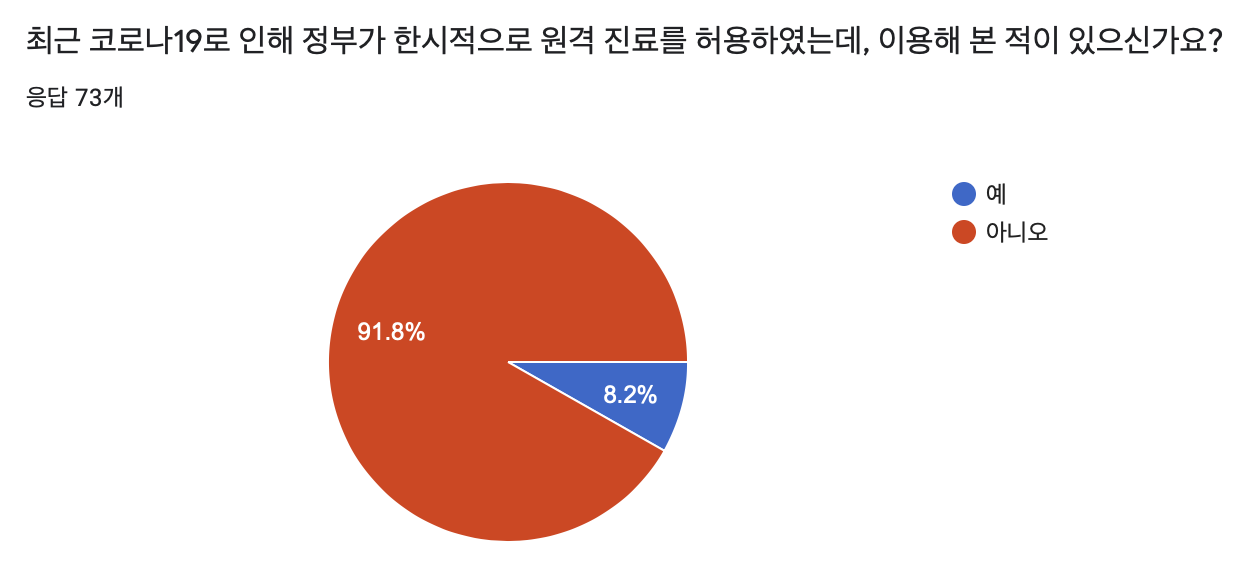 최근 코로나19로 인해 정부가 한시적으로 원격 진료를 허용하였는데, 이용해 본 적이 있으신가요?
응답 73개
예
아니오
91.8%
8.2%